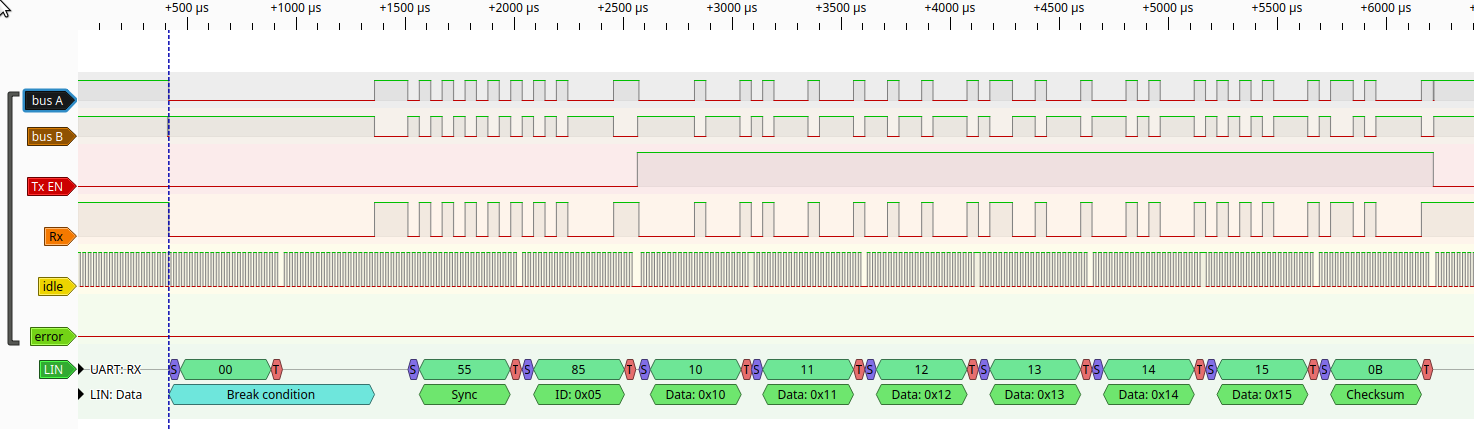 +500 µs +1000 µs +1500 µs +2000 µs +2500 µs +3000 µs +3500 µs +4000 µs +4500 µs +5000 µs +5500 µs +6000 µs +
bus A
bus B
Tx EN
Rx
idle
error
LIN UART: RX S 00 T S 55 T S 85 T S 10 T S 11 T S 12 T S 13 T S 14 T S 15 T S 0B T
LIN: Data Break condition Sync ID: 0x05 Data: 0x10 Data: 0x11 Data: 0x12 Data: 0x13 Data: 0x14 Data: 0x15 Checksum